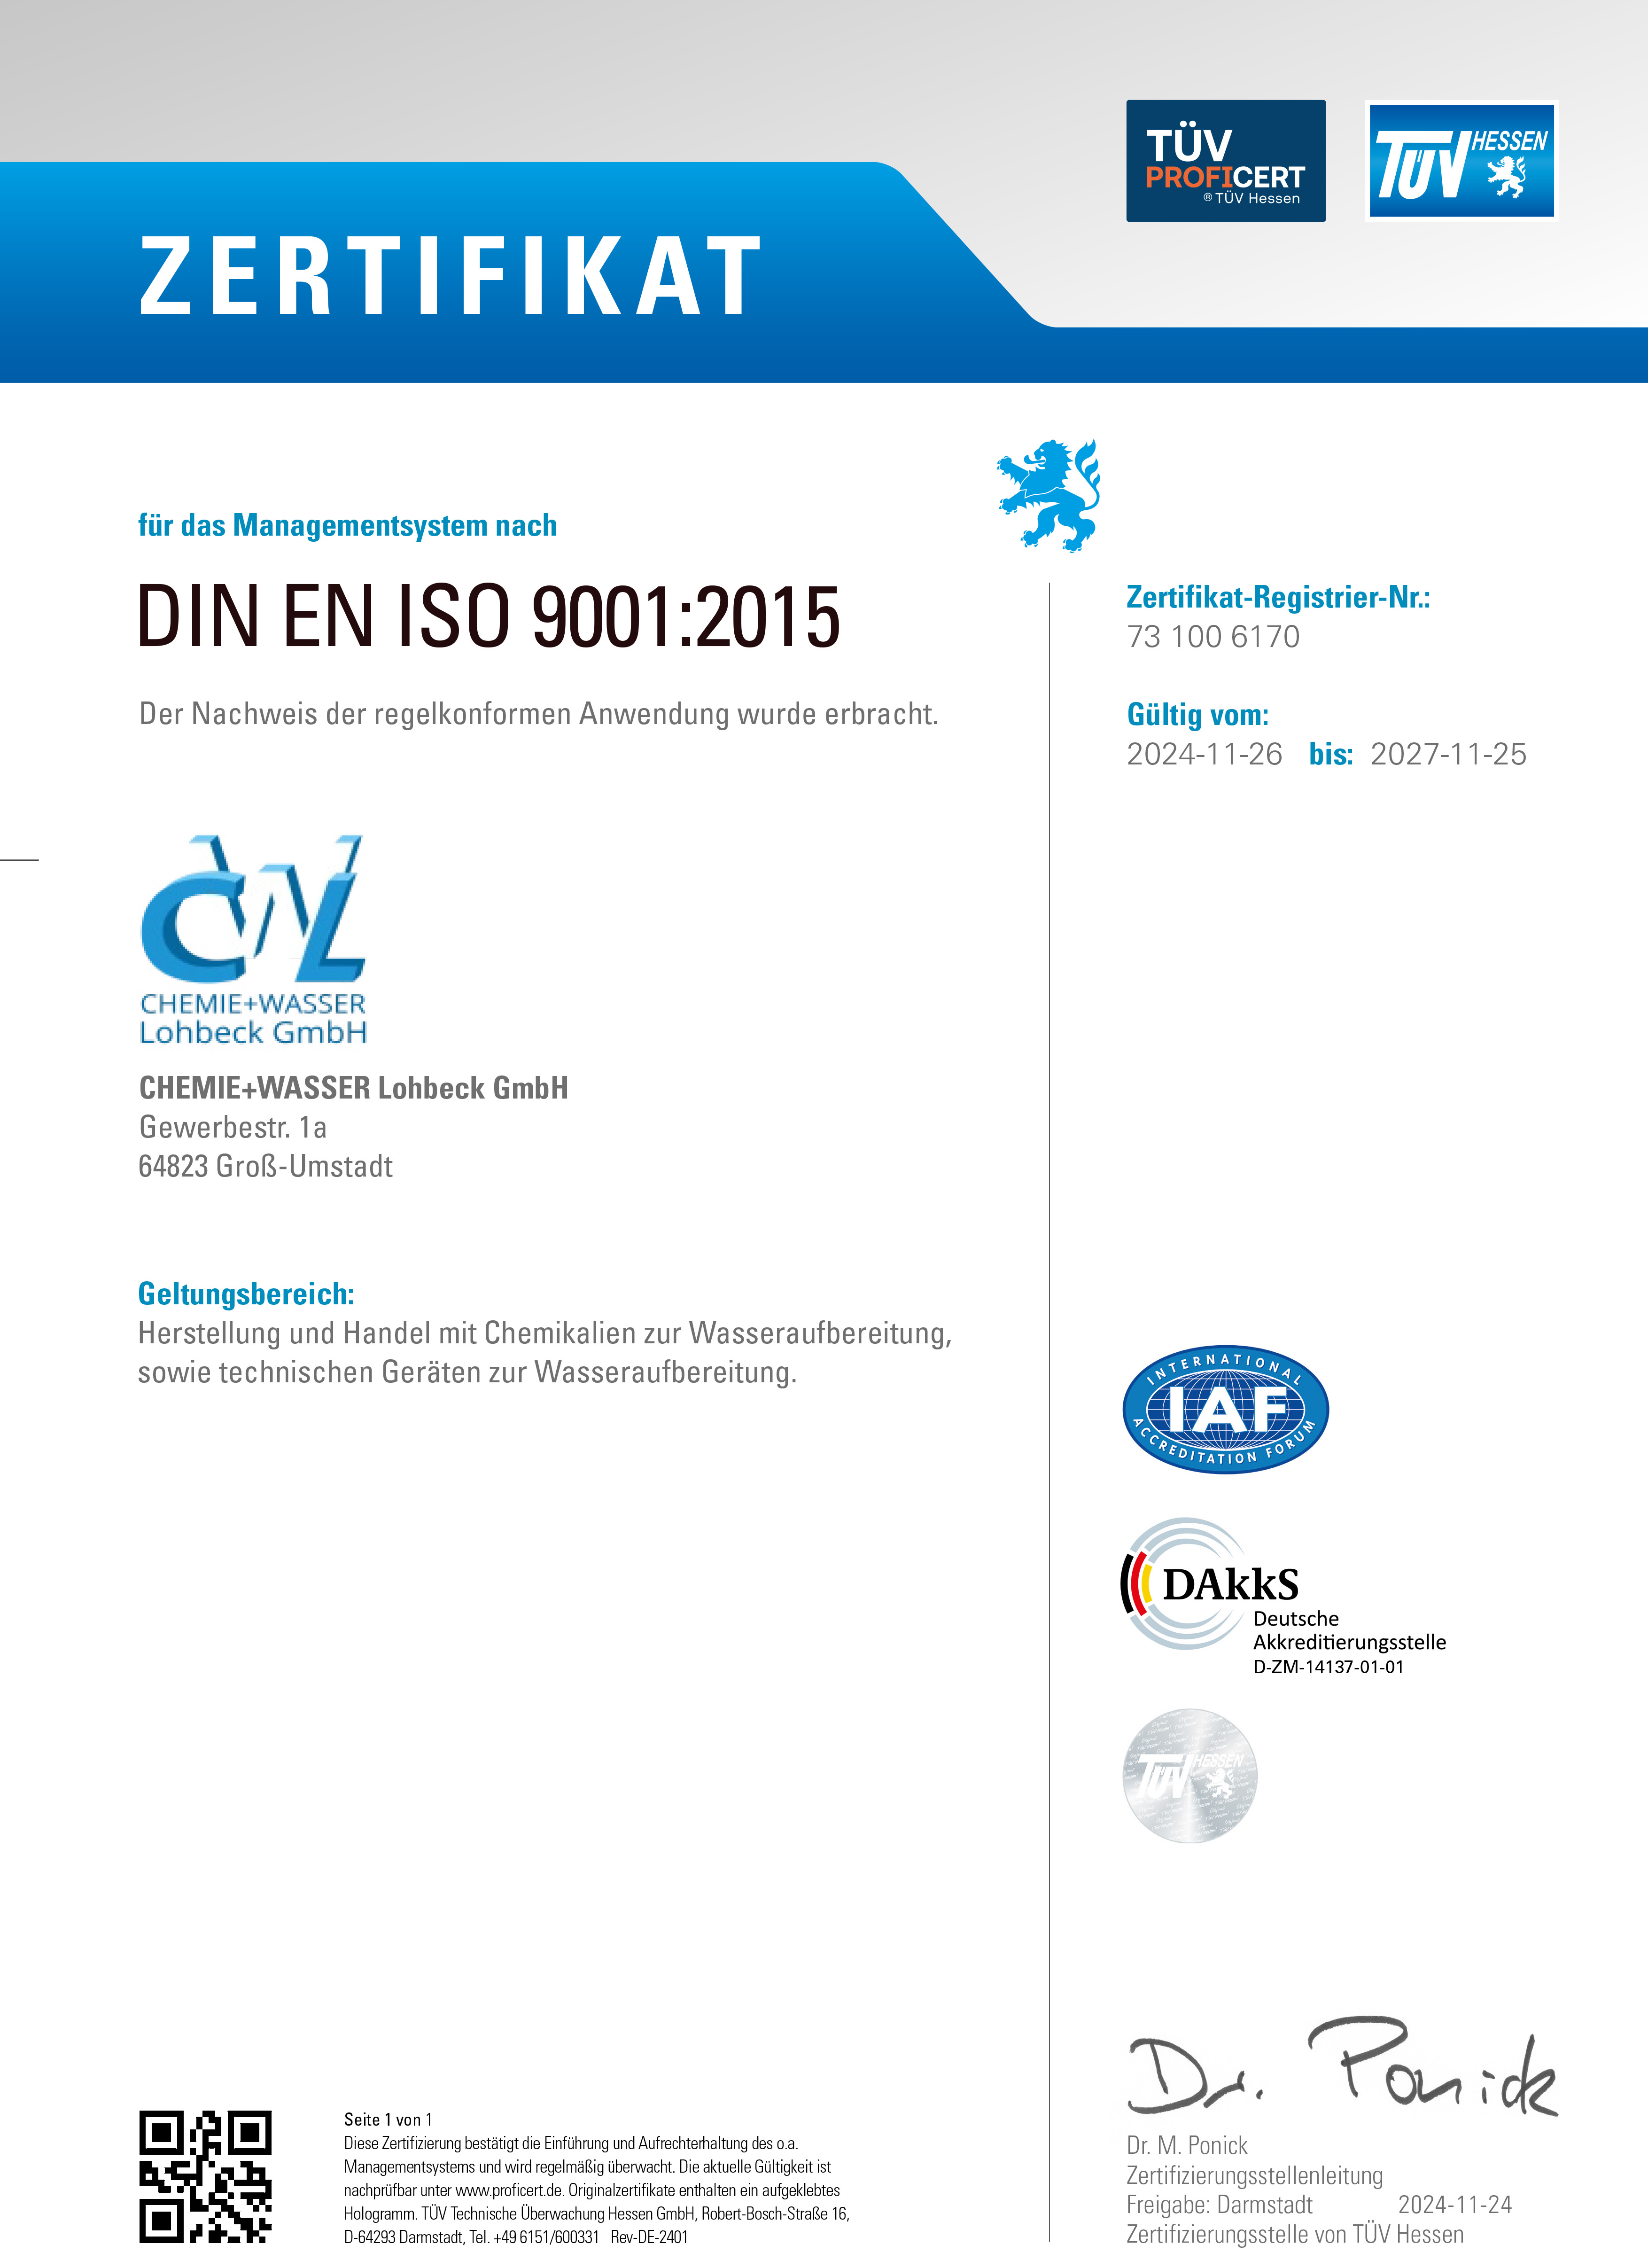 TÜV
PROFICERT
® TÜV Hessen
TÜV HESSEN
ZERTIFIKAT
für das Managementsystem nach
DIN EN ISO 9001:2015
Der Nachweis der regelkonformen Anwendung wurde erbracht.
Zertifikat-Registrier-Nr.:
73 100 6170
Gültig vom:
2024-11-26 bis: 2027-11-25
CWL
CHEMIE+WASSER
Lohbeck GmbH
CHEMIE+WASSER Lohbeck GmbH
Gewerbestr. 1a
64823 Groß-Umstadt
Geltungsbereich:
Herstellung und Handel mit Chemikalien zur Wasseraufbereitung,
sowie technischen Geräten zur Wasseraufbereitung.
INTERNATIONAL
IAF
ACCREDITATION FORUM
DAkkS
Deutsche
Akkreditierungsstelle
D-ZM-14137-01-01
TÜV HESSEN
Dr. Ponick
Dr. M. Ponick
Zertifizierungsstellenleitung
Freigabe: Darmstadt 2024-11-24
Zertifizierungsstelle von TÜV Hessen
Seite 1 von 1
Diese Zertifizierung bestätigt die Einführung und Aufrechterhaltung des o.a.
Managementsystems und wird regelmäßig überwacht. Die aktuelle Gültigkeit ist
nachprüfbar unter www.proficert.de. Originalzertifikate enthalten ein aufgeklebtes
Hologramm. TÜV Technische Überwachung Hessen GmbH, Robert-Bosch-Straße 16,
D-64293 Darmstadt, Tel. +49 6151/600331 Rev-DE-2401